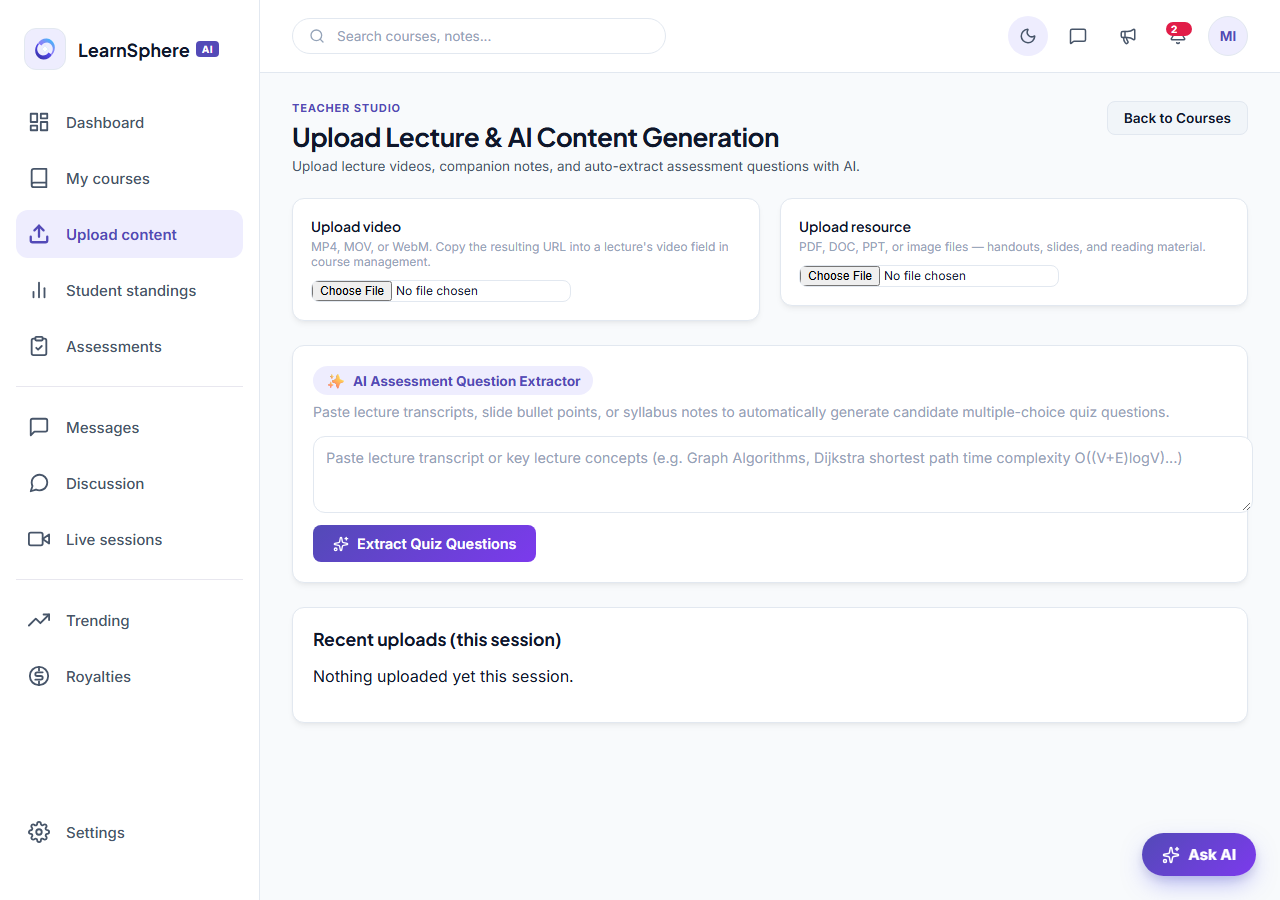 LearnSphere AI
Search courses, notes...
2
MI
Dashboard
My courses
Upload content
Student standings
Assessments
Messages
Discussion
Live sessions
Trending
Royalties
Settings
TEACHER STUDIO
Upload Lecture & AI Content Generation
Upload lecture videos, companion notes, and auto-extract assessment questions with AI.
Back to Courses
Upload video
MP4, MOV, or WebM. Copy the resulting URL into a lecture's video field in
course management.
Choose File No file chosen
Upload resource
PDF, DOC, PPT, or image files — handouts, slides, and reading material.
Choose File No file chosen
AI Assessment Question Extractor
Paste lecture transcripts, slide bullet points, or syllabus notes to automatically generate candidate multiple-choice quiz questions.
Paste lecture transcript or key lecture concepts (e.g. Graph Algorithms, Dijkstra shortest path time complexity O((V+E)logV)...)
Extract Quiz Questions
Recent uploads (this session)
Nothing uploaded yet this session.
Ask AI